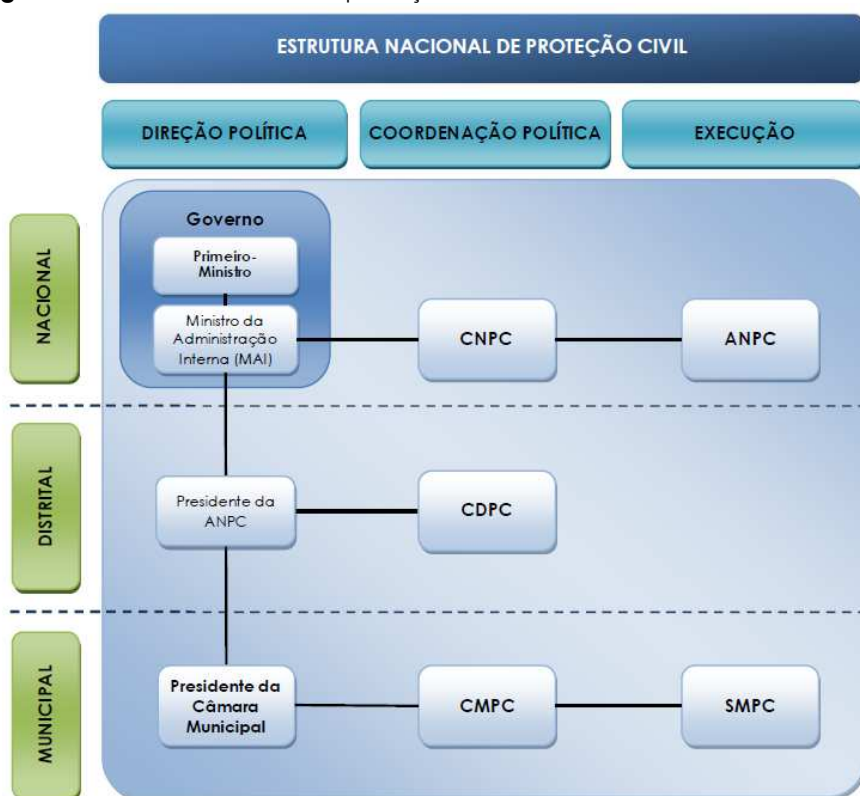 ESTRUTURA NACIONAL DE PROTEÇÃO CIVIL
DIREÇÃO POLÍTICA
COORDENAÇÃO POLÍTICA
EXECUÇÃO
NACIONAL
Governo
Primeiro-
Ministro
Ministro da
Administração
Interna (MAI)
CNPC
ANPC
DISTRITAL
Presidente da
ANPC
CDPC
MUNICIPAL
Presidente da
Câmara
Municipal
CMPC
SMPC